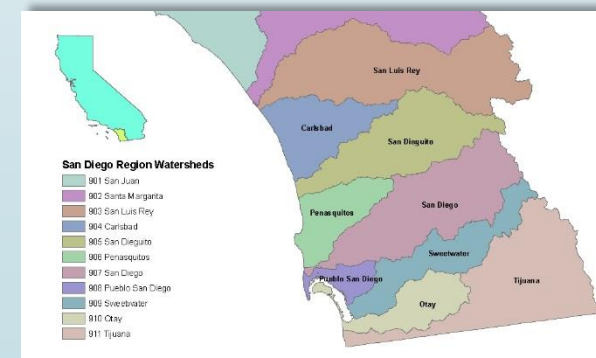 San Luis Rey
Carlsbad
San Dieguito
Penasquitos
San Diego
Sweetwater
Pueblo San Diego
Tijuana
Otay
San Diego Region Watersheds
901 San Juan
902 Santa Margarita
903 San Luis Rey
904 Carlsbad
905 San Dieguito
906 Penasquitos
907 San Diego
908 Pueblo San Diego
909 Sweetwater
910 Otay
911 Tijuana